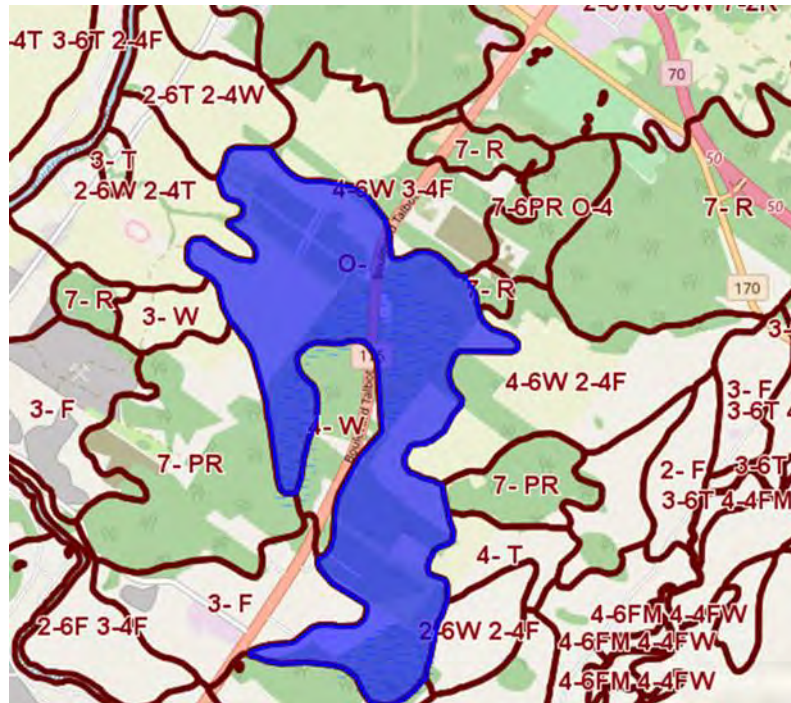 -4T 3-6T 2-4F
70
2-6T 2-4W
50
3- T
7- R
2-6W 2-4T
4-6W 3-4F
7-6PR O-4
7- R
50
O-
7- R
170
7- R
3- W
4-6W 2-4F
3- F
3- F
3-6T 4
4- W
Boulevard Talbot
7- PR
2- F
3-6T
7- PR
3-6T 4-4FM
4- T
3- F
4-6FM 4-4FW
2-6F 3-4F
2-6W 2-4F
4-6FM 4-4FW
4-6FM 4-4FW